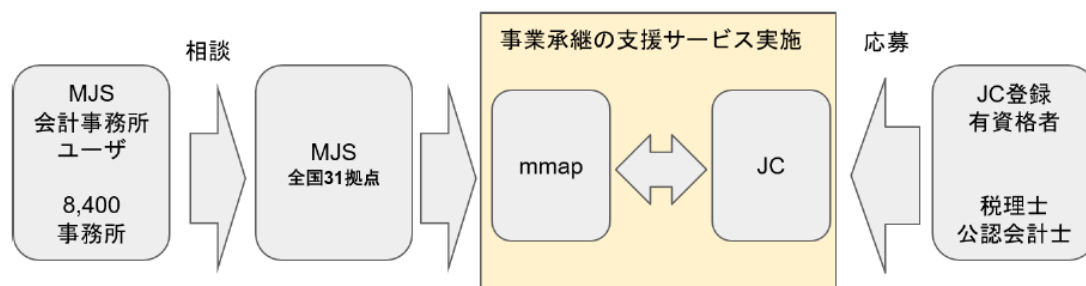 相談
事業承継の支援サービス実施
応募
MJS
会計事務所
ユーザ
8,400
事務所
MJS
全国31拠点
mmap
JC
JC登録
有資格者
税理士
公認会計士